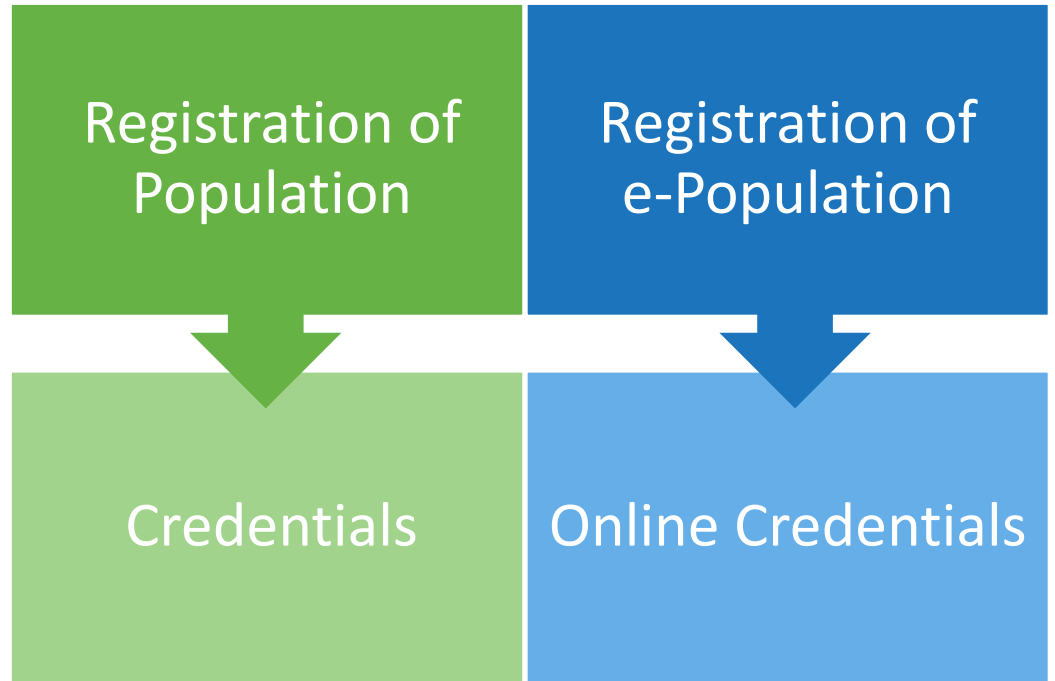 Registration of
Population
Registration of
e-Population
Credentials
Online Credentials